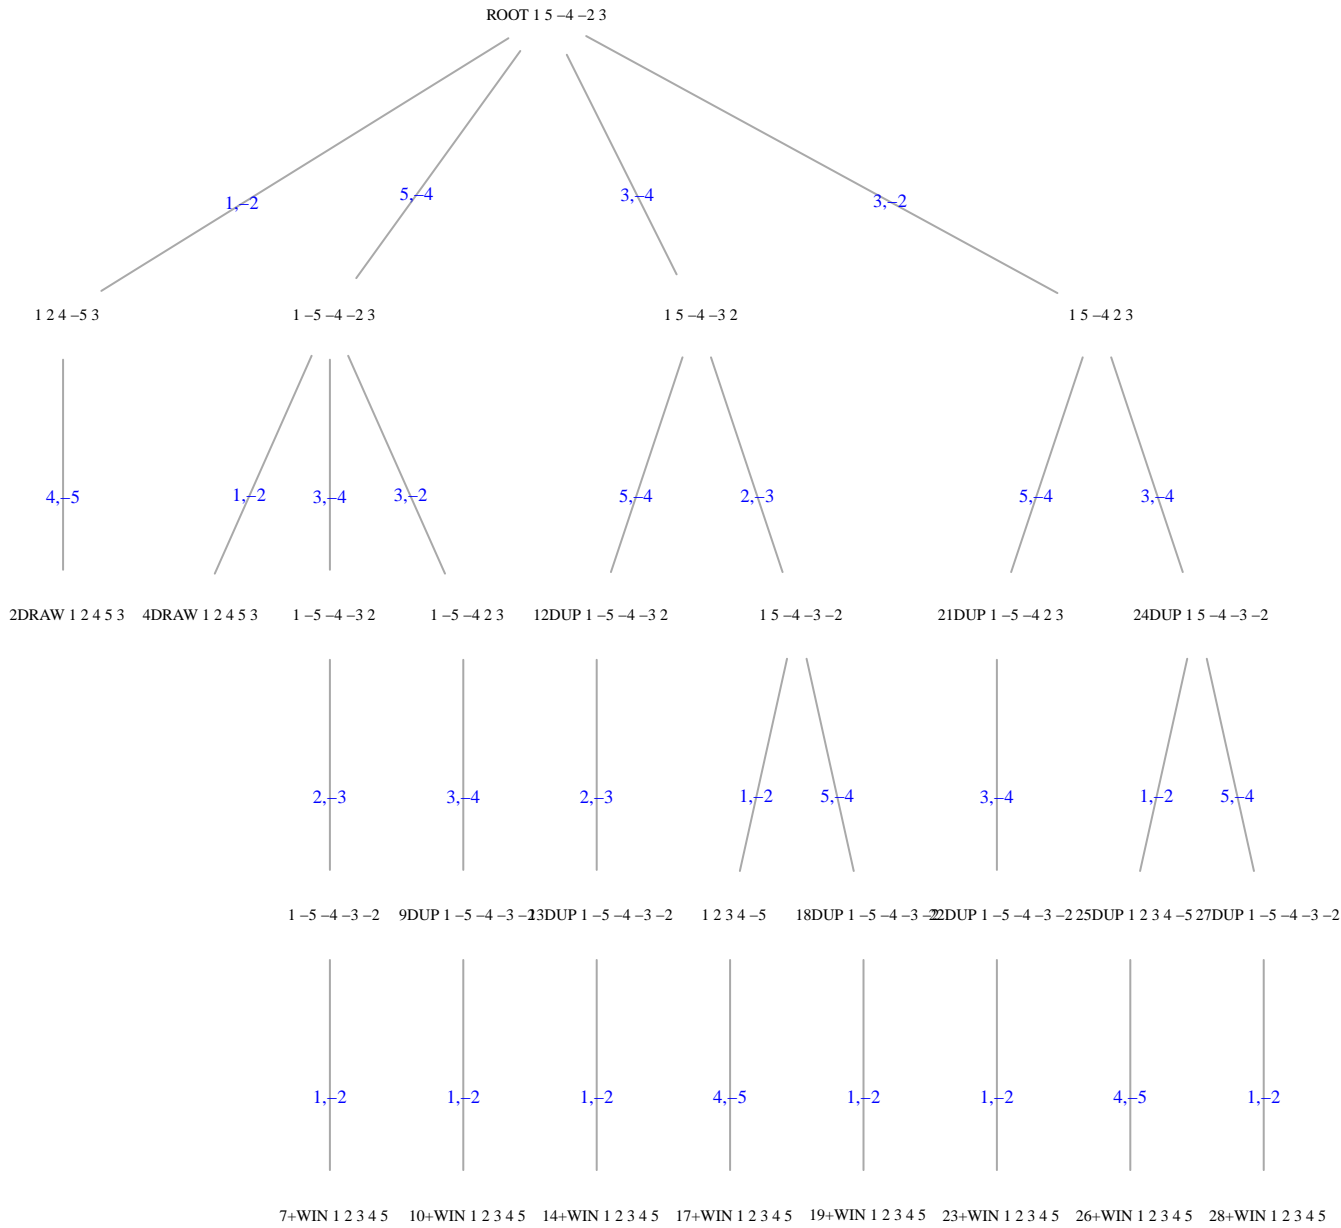 ROOT 1 5 −4 −2 3
1,−2
5,−4
3,−4
3,−2
1 2 4 −5 3
1 −5 −4 −2 3
1 5 −4 −3 2
1 5 −4 2 3
4,−5
1,−2
3,−4
3,−2
5,−4
2,−3
5,−4
3,−4
2DRAW 1 2 4 5 3
4DRAW 1 2 4 5 3
1 −5 −4 −3 2
1 −5 −4 2 3
12DUP 1 −5 −4 −3 2
1 5 −4 −3 −2
21DUP 1 −5 −4 2 3
24DUP 1 5 −4 −3 −2
2,−3
3,−4
2,−3
1,−2
5,−4
3,−4
1,−2
5,−4
1 −5 −4 −3 −2
9DUP 1 −5 −4 −3 −2
13DUP 1 −5 −4 −3 −2
1 2 3 4 −5
18DUP 1 −5 −4 −3 −2
22DUP 1 −5 −4 −3 −2
25DUP 1 2 3 4 −5
27DUP 1 −5 −4 −3 −2
1,−2
1,−2
1,−2
4,−5
1,−2
1,−2
4,−5
1,−2
7+WIN 1 2 3 4 5
10+WIN 1 2 3 4 5
14+WIN 1 2 3 4 5
17+WIN 1 2 3 4 5
19+WIN 1 2 3 4 5
23+WIN 1 2 3 4 5
26+WIN 1 2 3 4 5
28+WIN 1 2 3 4 5